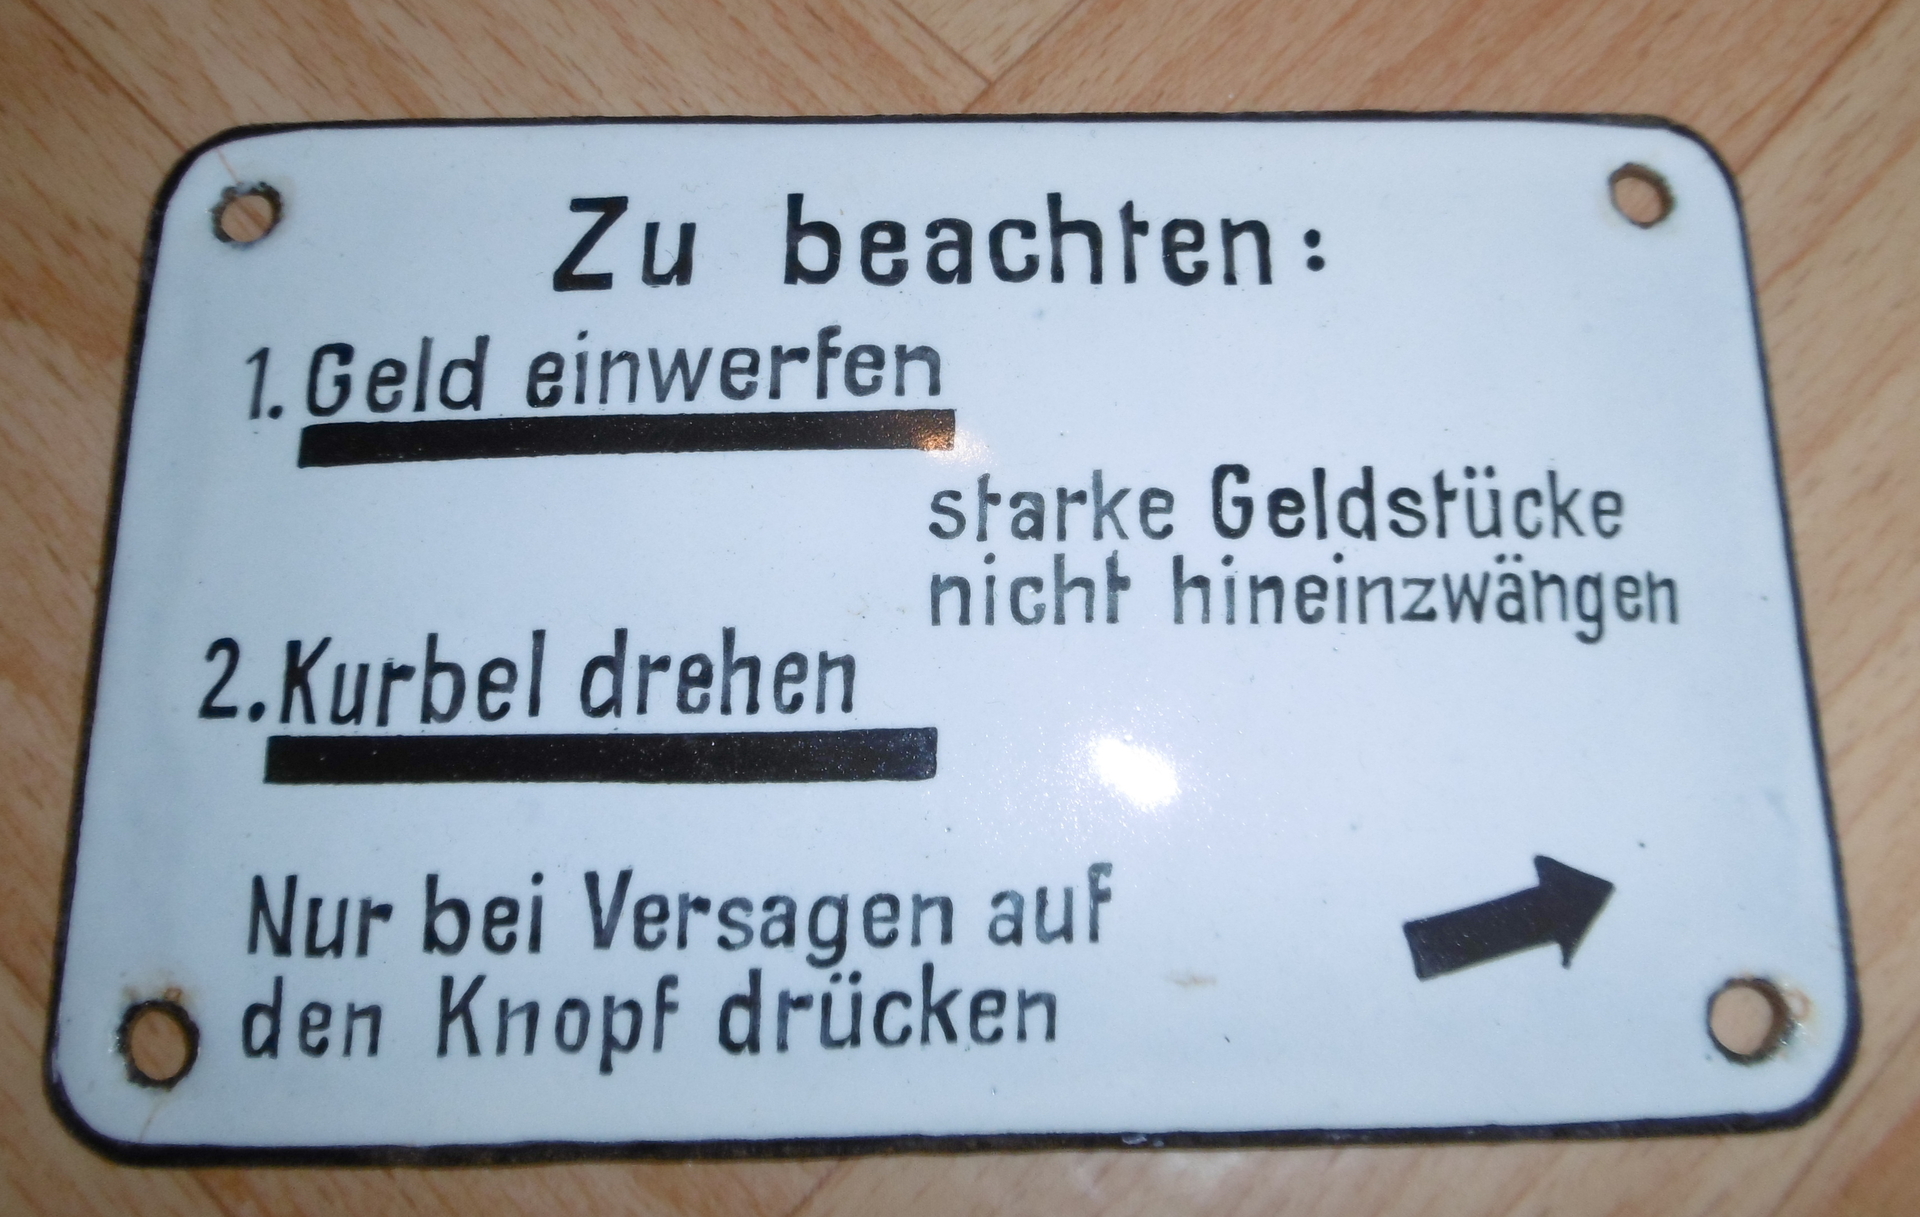 Zu beachten:
1. Geld einwerfen
starke Geldstücke
nicht hineinzwängen
2. Kurbel drehen
Nur bei Versagen auf
den Knopf drücken